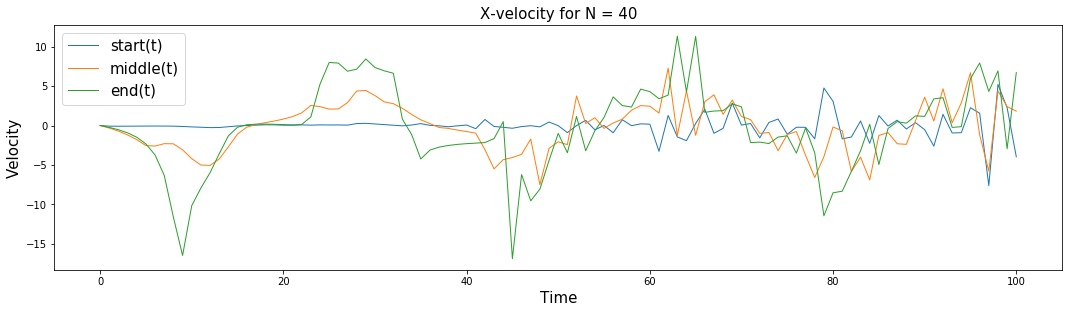 X-velocity for N = 40
start(t)
middle(t)
end(t)
Velocity
10
5
0
−5
−10
−15
0 20 40 60 80 100
Time